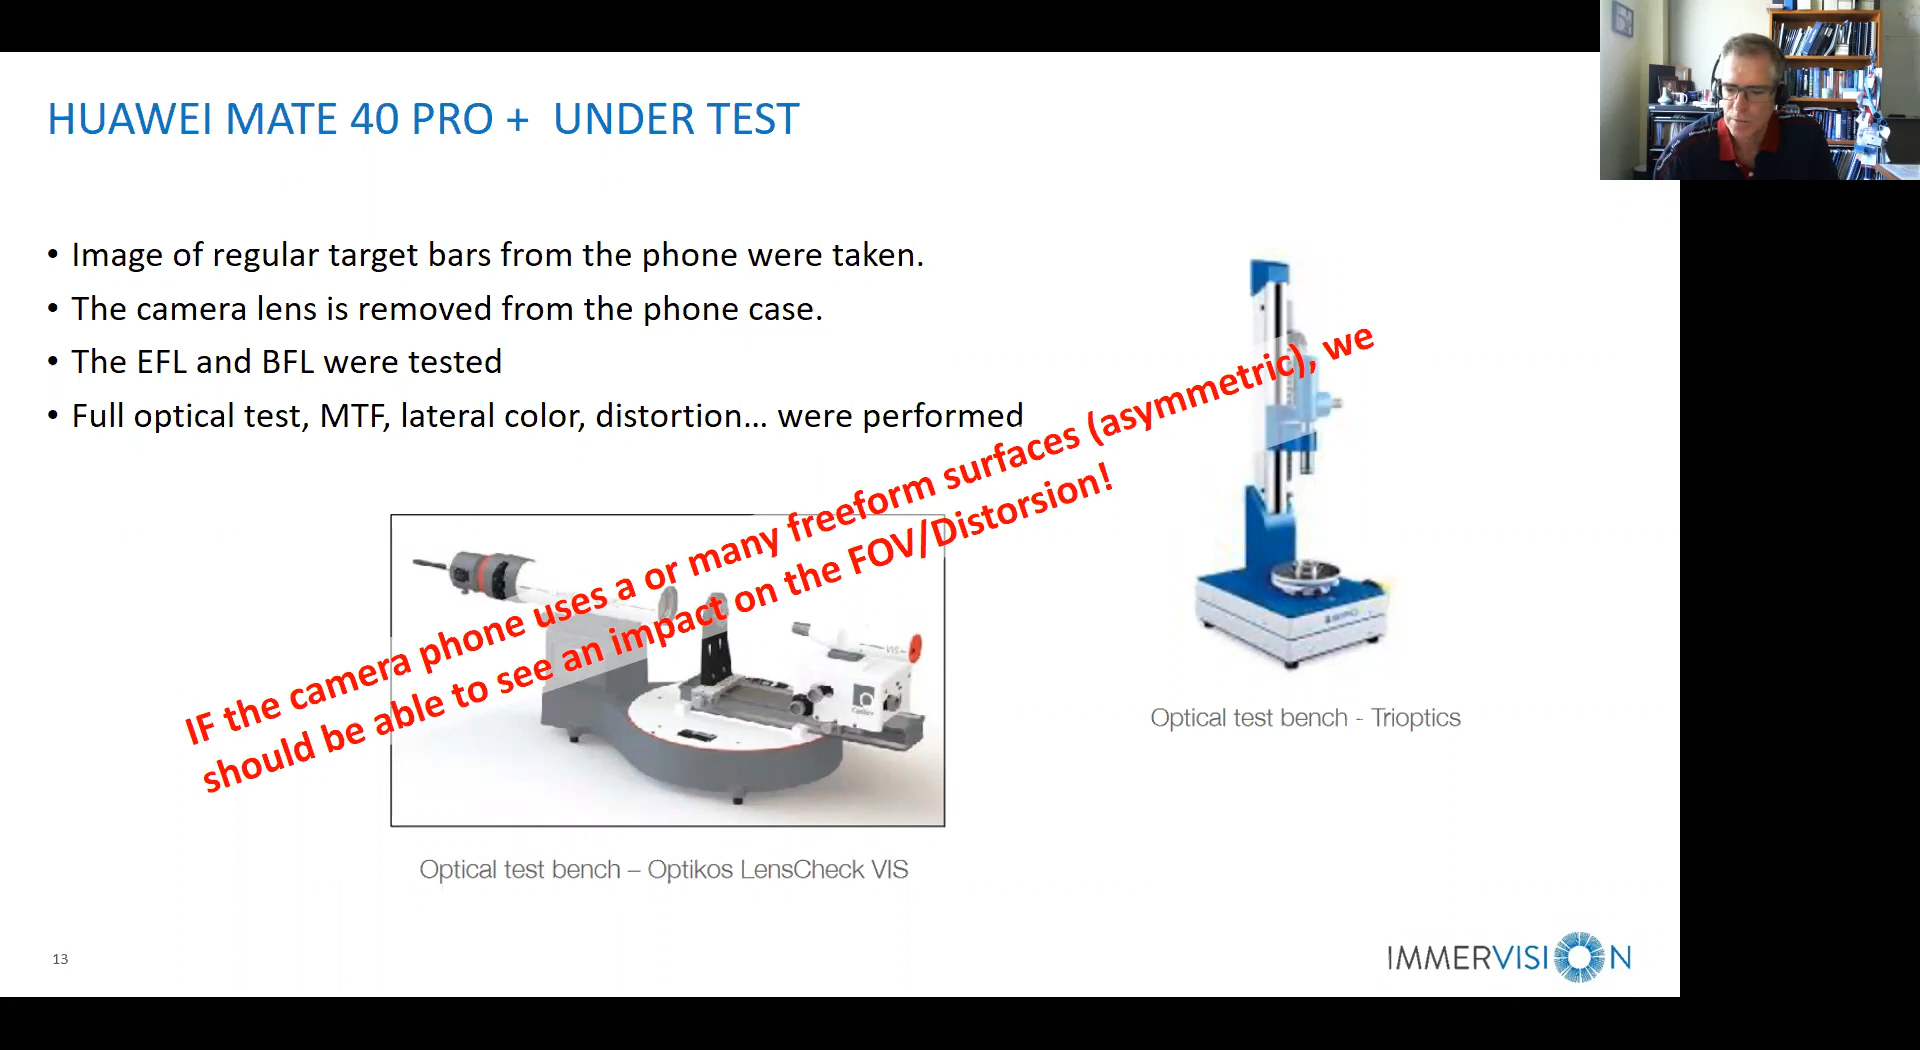 HUAWEI MATE 40 PRO + UNDER TEST
• Image of regular target bars from the phone were taken.
• The camera lens is removed from the phone case.
• The EFL and BFL were tested
• Full optical test, MTF, lateral color, distortion... were performed
IF the camera phone uses a or many freeform surfaces (asymmetric), we
should be able to see an impact on the FOV/Distorsion!
Optical test bench - Trioptics
Optical test bench – Optikos LensCheck VIS
13
IMMERVISION